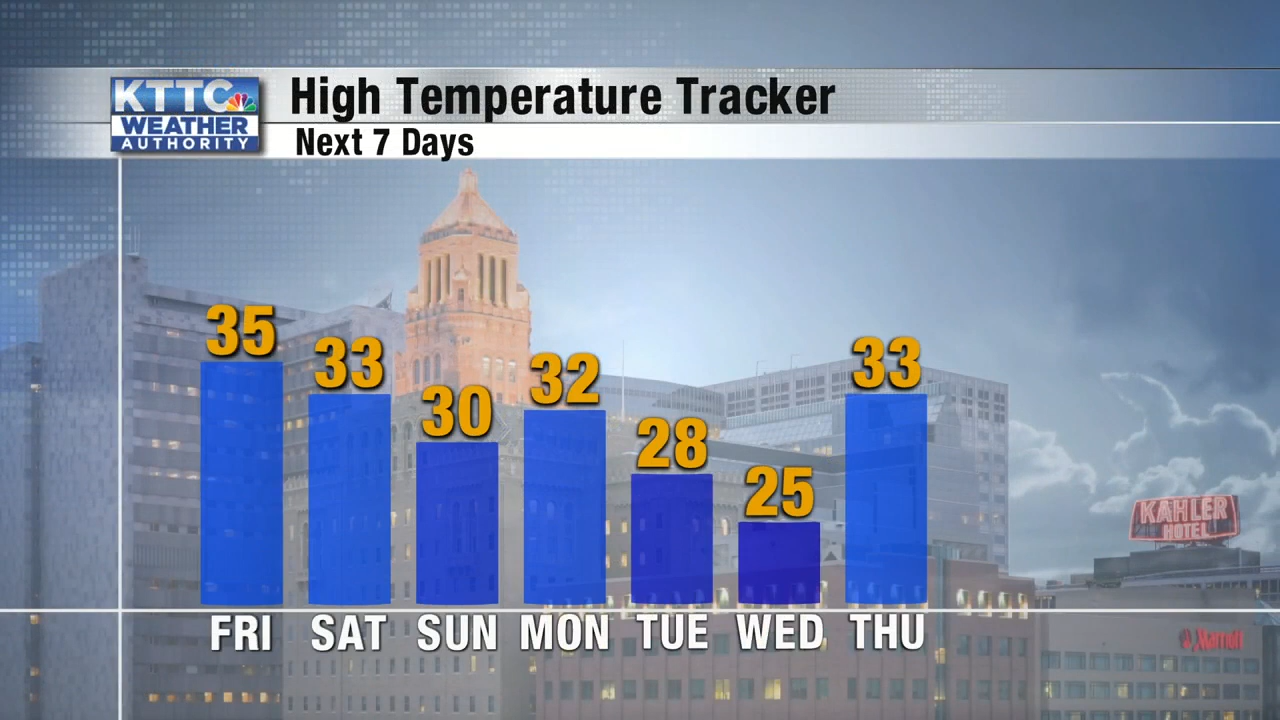 KTTC
WEATHER
AUTHORITY
High Temperature Tracker
Next 7 Days
35
33
30
32
28
25
33
FRI SAT SUN MON TUE WED THU
KAHLER
HOTEL
Marriott